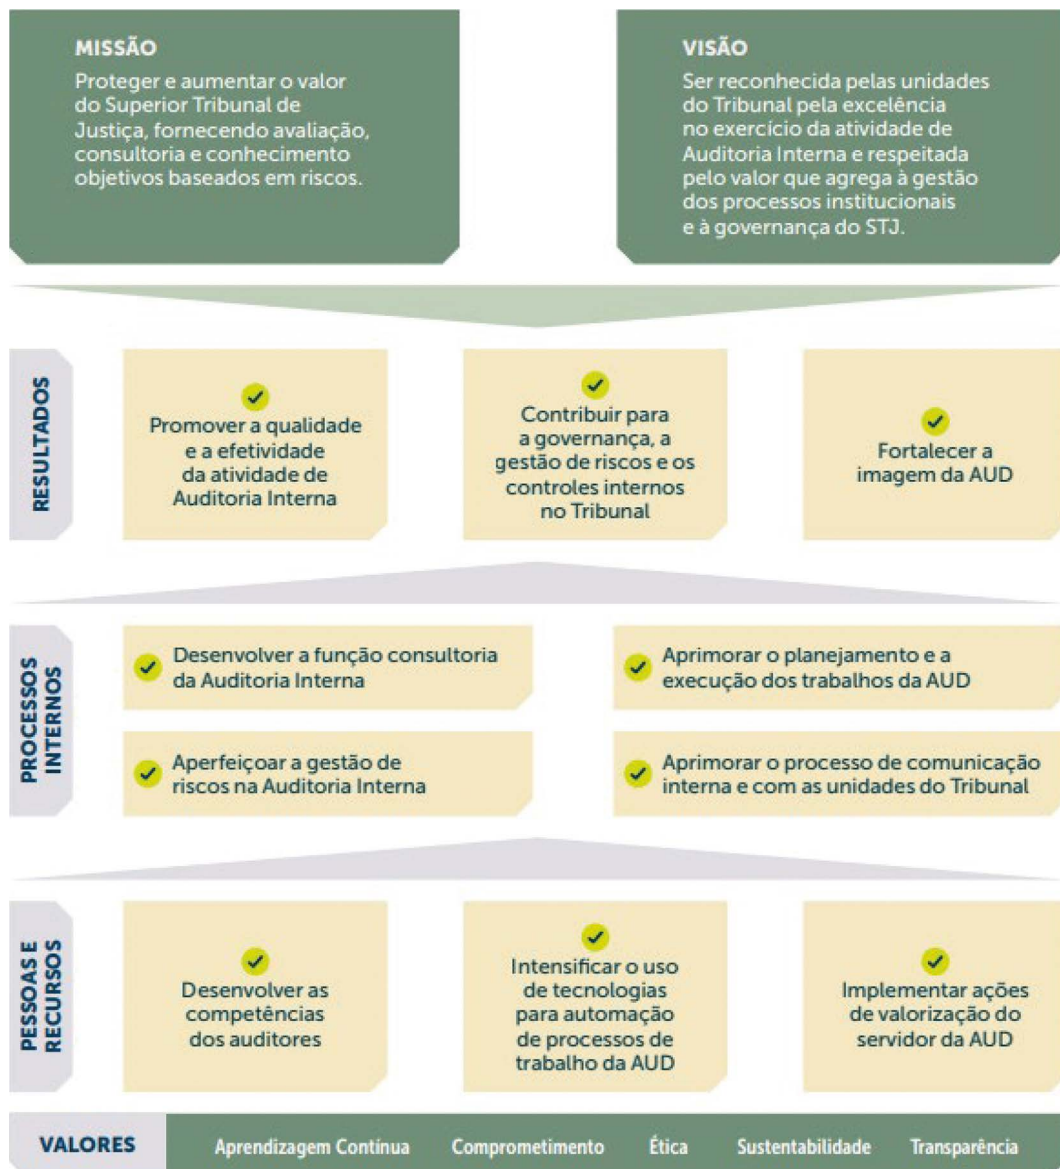 MISSÃO
Proteger e aumentar o valor
do Superior Tribunal de
Justiça, fornecendo avaliação,
consultoria e conhecimento
objetivos baseados em riscos.
VISÃO
Ser reconhecida pelas unidades
do Tribunal pela excelência
no exercício da atividade de
Auditoria Interna e respeitada
pelo valor que agrega à gestão
dos processos institucionais
e à governança do STJ.
RESULTADOS
Promover a qualidade
e a efetividade
da atividade de
Auditoria Interna
Contribuir para
a governança, a
gestão de riscos e os
controles internos
no Tribunal
Fortalecer a
imagem da AUD
PROCESSOS
INTERNOS
Desenvolver a função consultoria
da Auditoria Interna
Aprimorar o planejamento e a
execução dos trabalhos da AUD
Aperfeiçoar a gestão de
riscos na Auditoria Interna
Aprimorar o processo de comunicação
interna e com as unidades do Tribunal
PESSOAS E
RECURSOS
Desenvolver as
competências
dos auditores
Intensificar o uso
de tecnologias
para automação
de processos de
trabalho da AUD
Implementar ações
de valorização do
servidor da AUD
VALORES Aprendizagem Contínua Comprometimento Ética Sustentabilidade Transparência